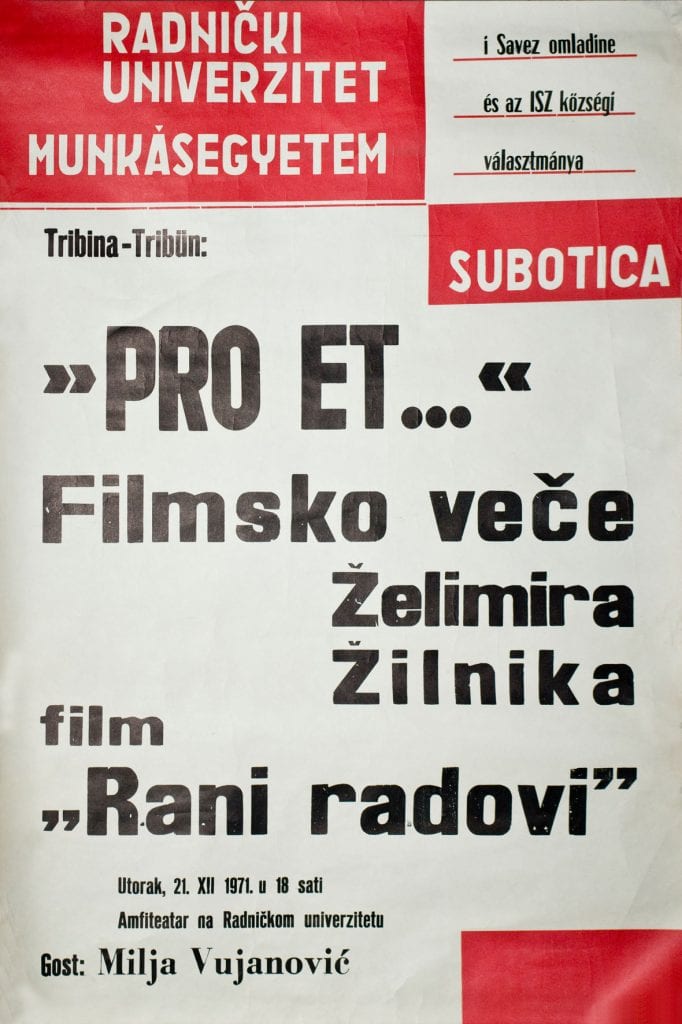 RADNIČKI
UNIVERZITET
MUNKÁSEGYETEM
i Savez omladine
és az ISZ községi
választmánya
SUBOTICA
Tribina-Tribün:
»PRO ET...«
Filmsko veče
Želimira
Žilnika
film
„Rani radovi”
Utorak, 21. XII 1971. u 18 sati
Amfiteatar na Radničkom univerzitetu
Gost: Milja Vujanović